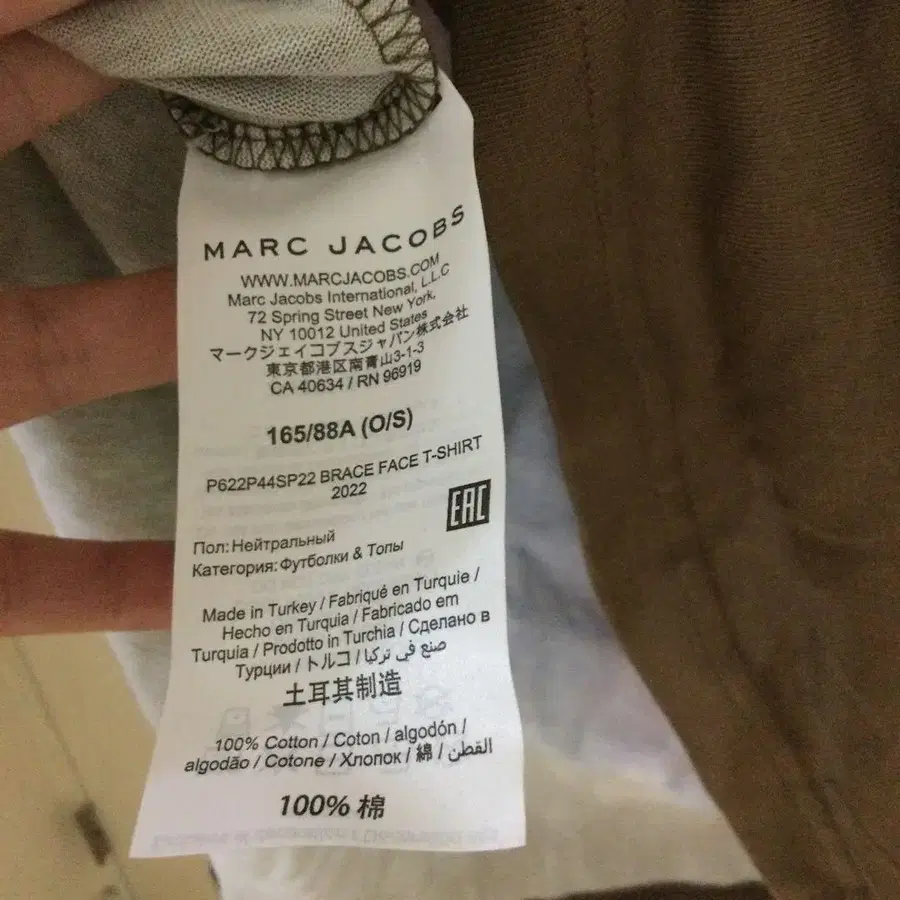 MARC JACOBS
WWW.MARCJACOBS.COM
Marc Jacobs International, L.L.C
72 Spring Street New York,
NY 10012 United States
マークジェイコブスジャパン株式会社
東京都港区南青山3-1-3
CA 40634 / RN 96919
165/88A (O/S)
P622P44SP22 BRACE FACE T-SHIRT
2022
EAC
Пол: Нейтральный
Категория: Футболки & Топы
Made in Turkey / Fabriqué en Turquie /
Hecho en Turquia / Fabricado em
Turquía / Prodotto in Turchia / Сделано в
Турции / トルコ / صنع في تركيا
土耳其制造
100% Cotton / Coton / algodón /
algodão / Cotone / Хлопок / 綿 / القطن
100% 棉